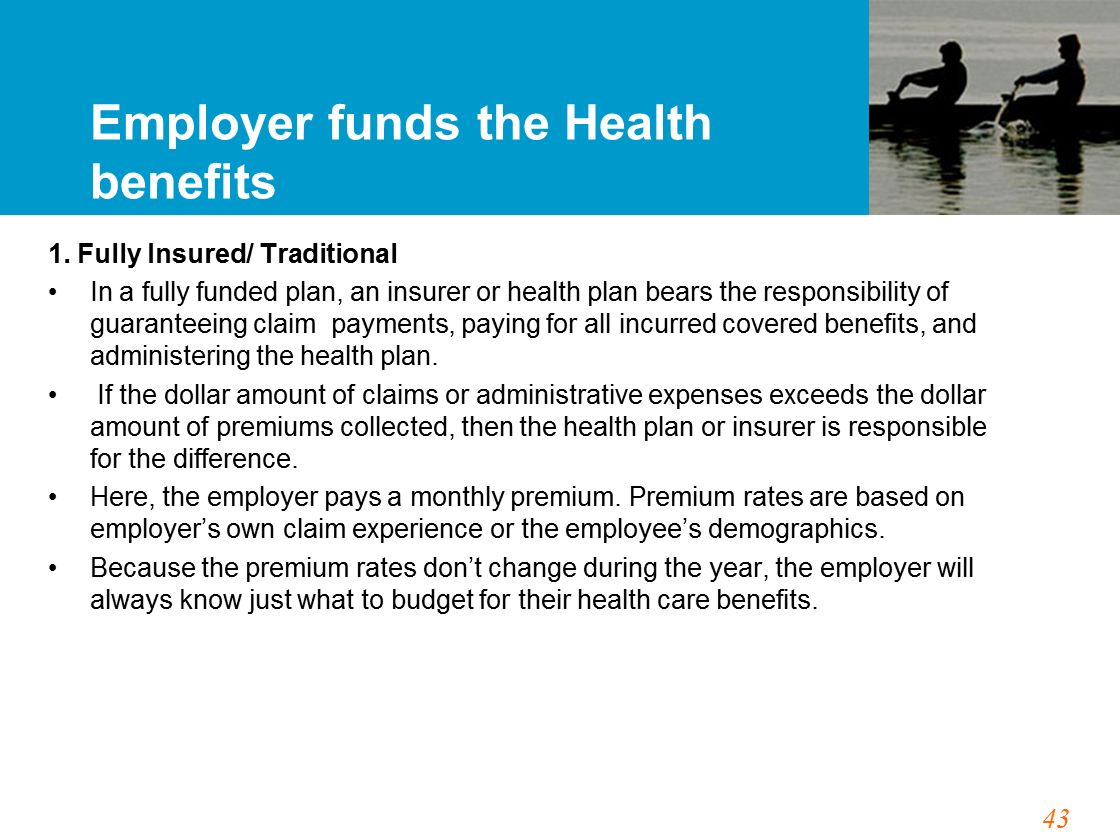 Employer funds the Health
benefits
1. Fully Insured/ Traditional
• In a fully funded plan, an insurer or health plan bears the responsibility of
guaranteeing claim  payments, paying for all incurred covered benefits, and
administering the health plan.
•  If the dollar amount of claims or administrative expenses exceeds the dollar
amount of premiums collected, then the health plan or insurer is responsible
for the difference.
• Here, the employer pays a monthly premium. Premium rates are based on
employer’s own claim experience or the employee’s demographics.
• Because the premium rates don’t change during the year, the employer will
always know just what to budget for their health care benefits.
43